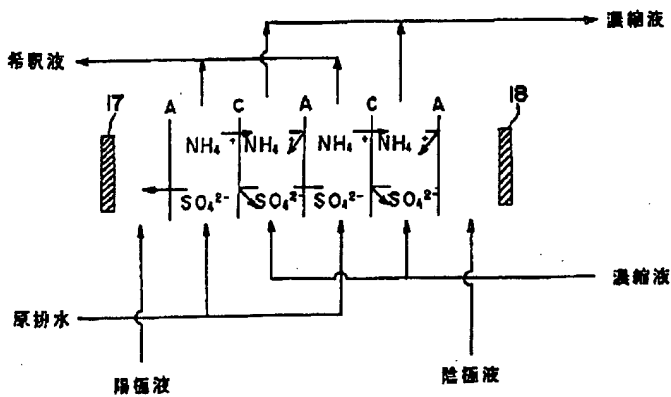 濃縮液
希釈液
17
18
A C A C A
NH₄⁺ NH₄⁺ NH₄⁺ NH₄⁺
SO₄²⁻ SO₄²⁻ SO₄²⁻ SO₄²⁻
濃縮液
原排水
陽極液
陰極液